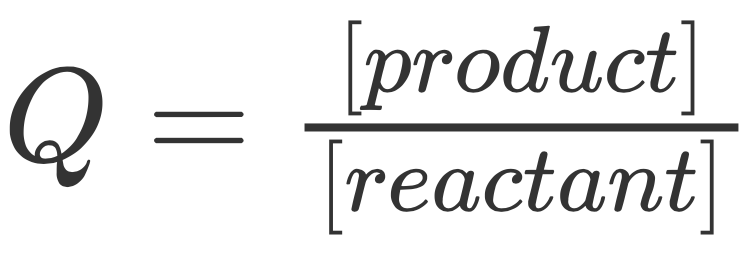 Q = [product] / [reactant]